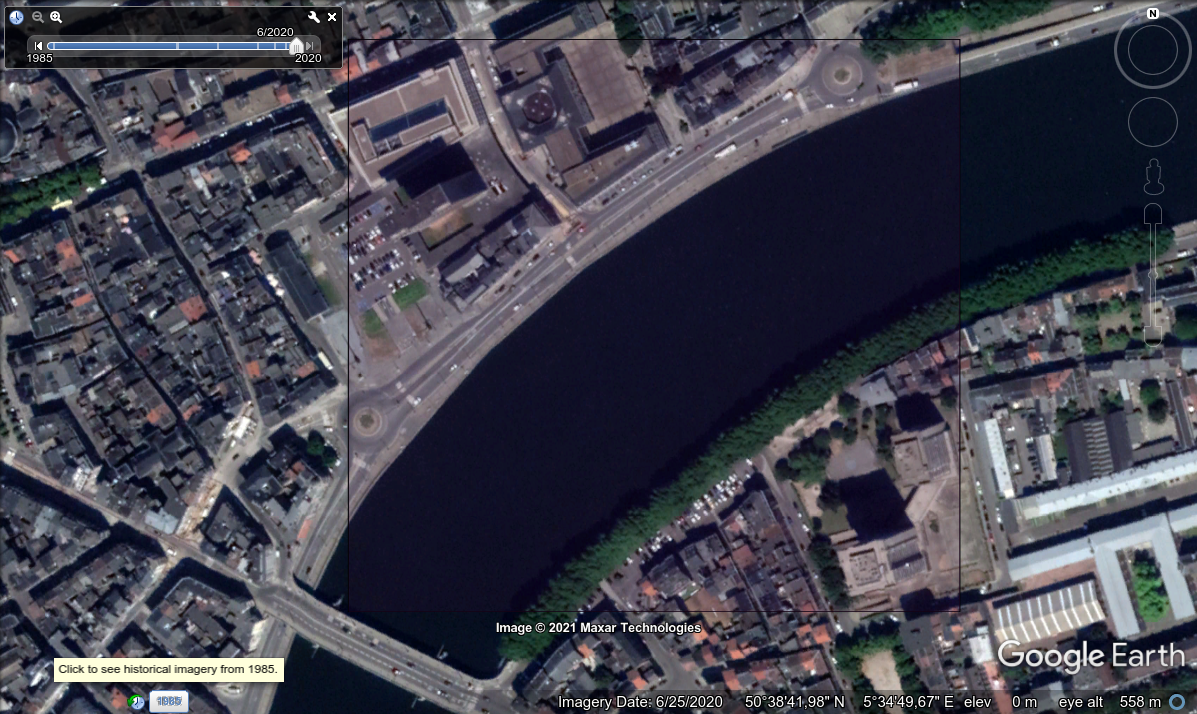 6/2020
1985
2020
N
Image © 2021 Maxar Technologies
Click to see historical imagery from 1985.
Google Earth
1985
Imagery Date: 6/25/2020 50°38'41,98" N 5°34'49,67" E elev 0 m eye alt 558 m